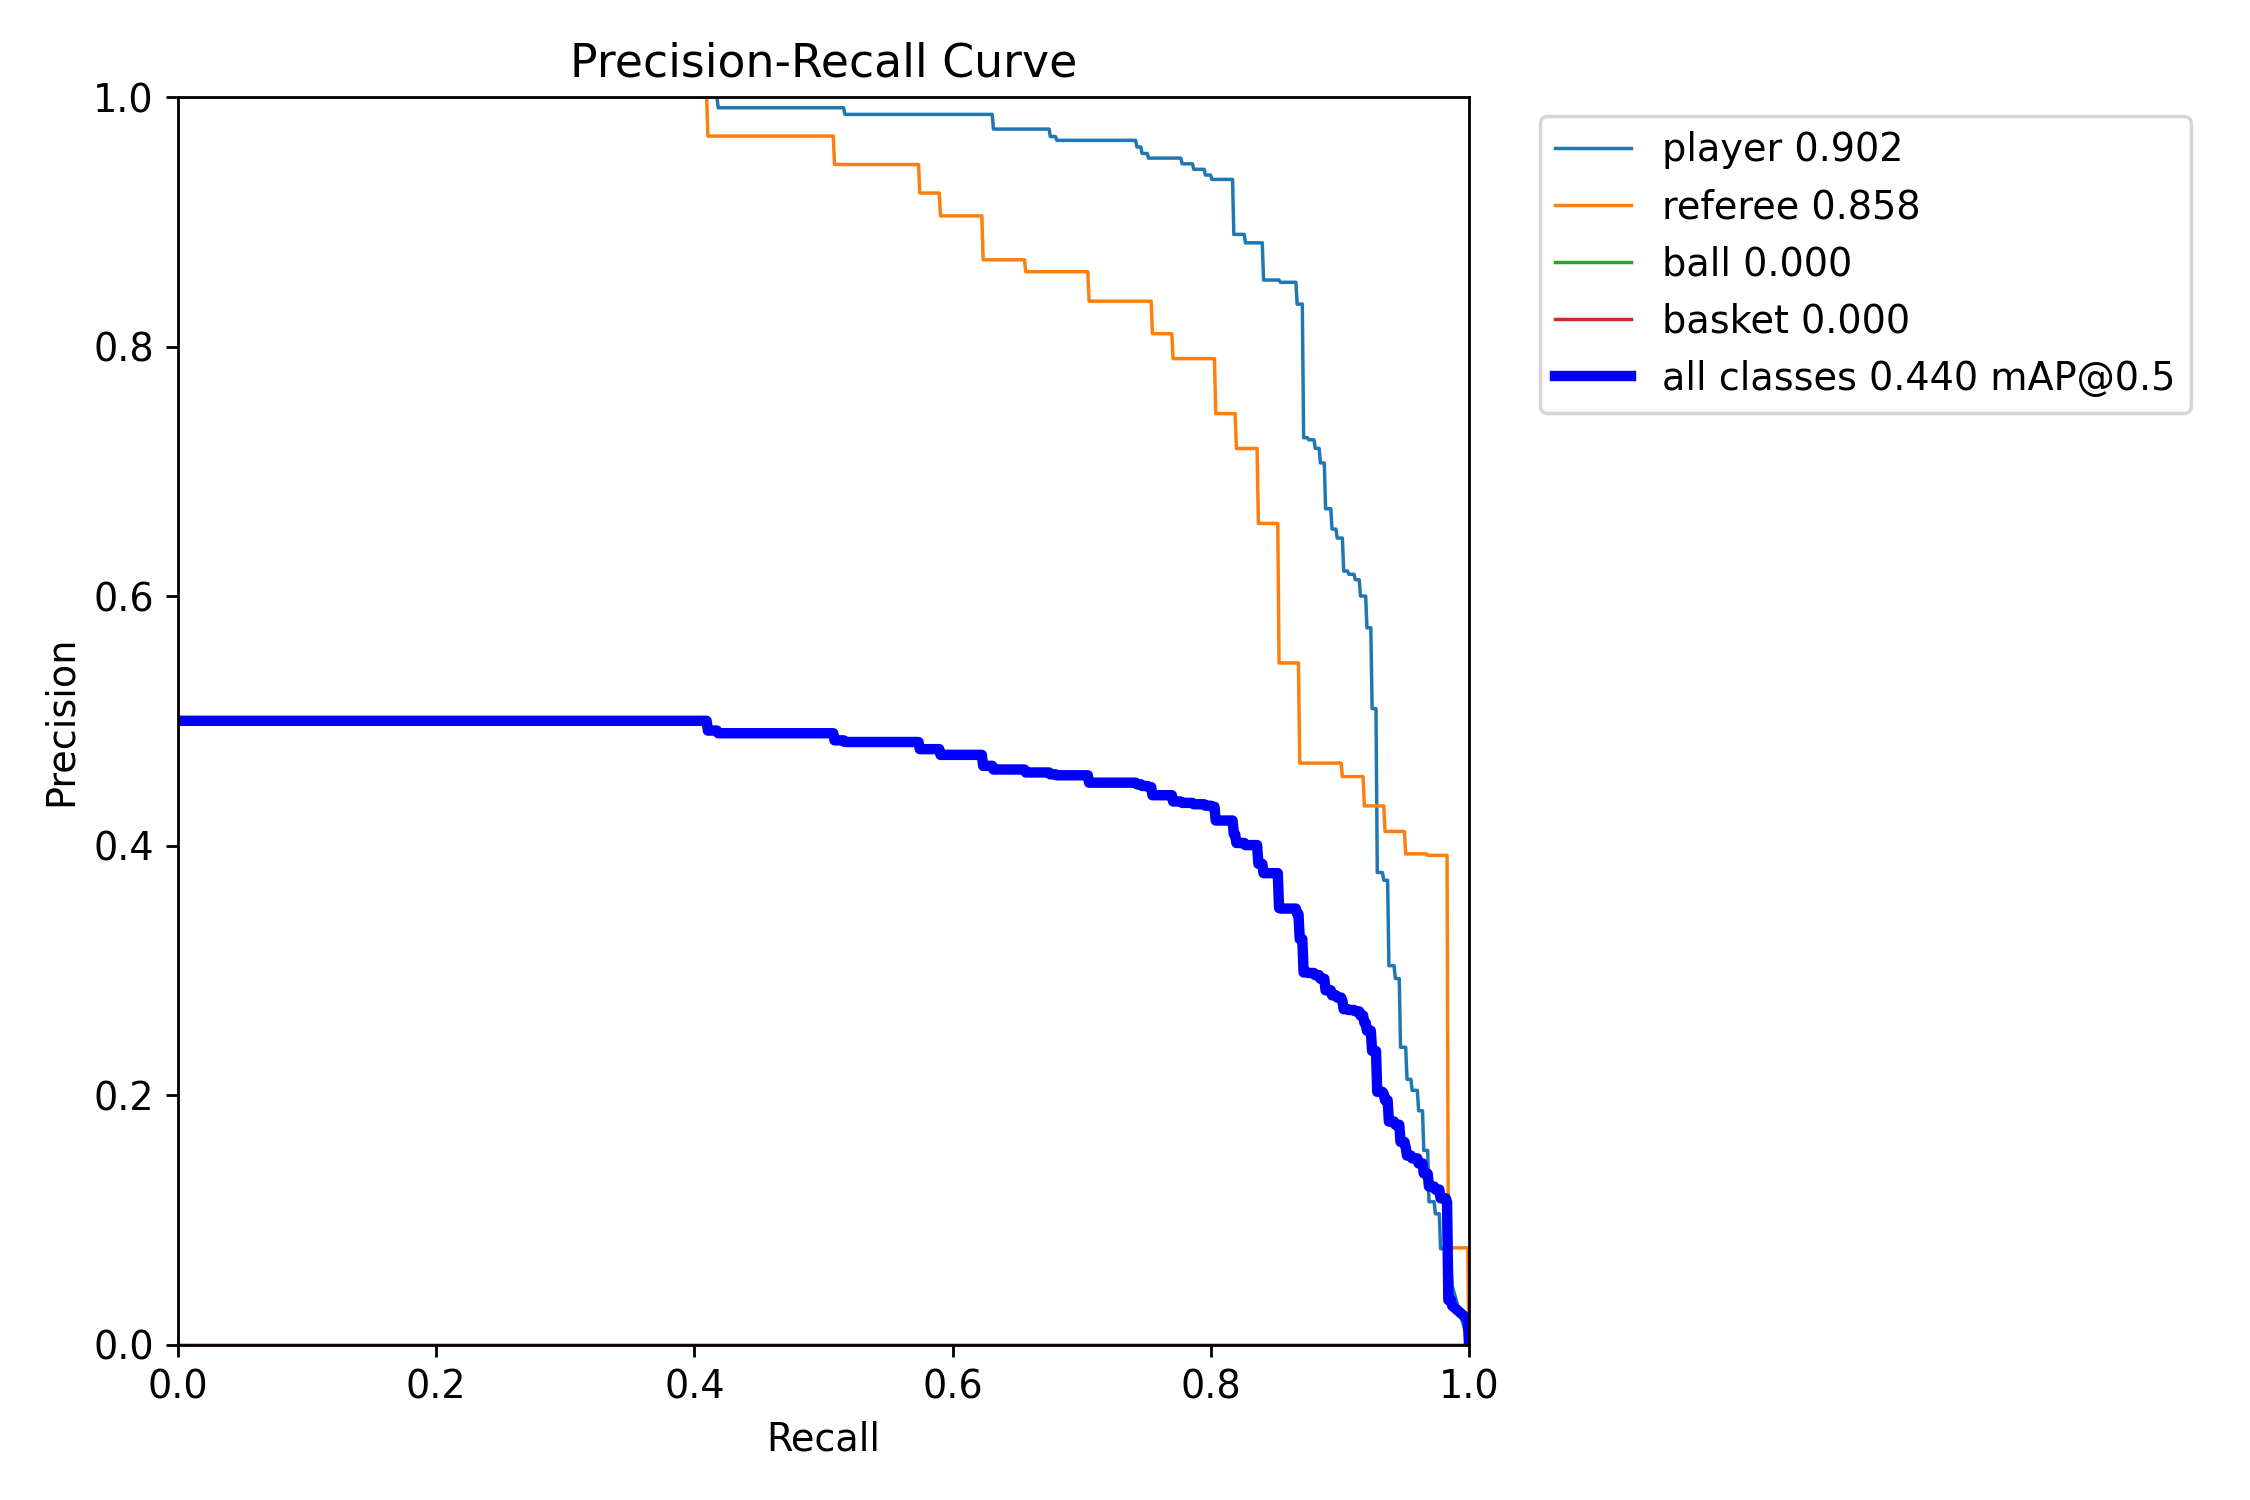 Precision-Recall Curve
1.0
0.8
0.6
0.4
0.2
0.0
Precision
0.0 0.2 0.4 0.6 0.8 1.0
Recall
player 0.902
referee 0.858
ball 0.000
basket 0.000
all classes 0.440 mAP@0.5